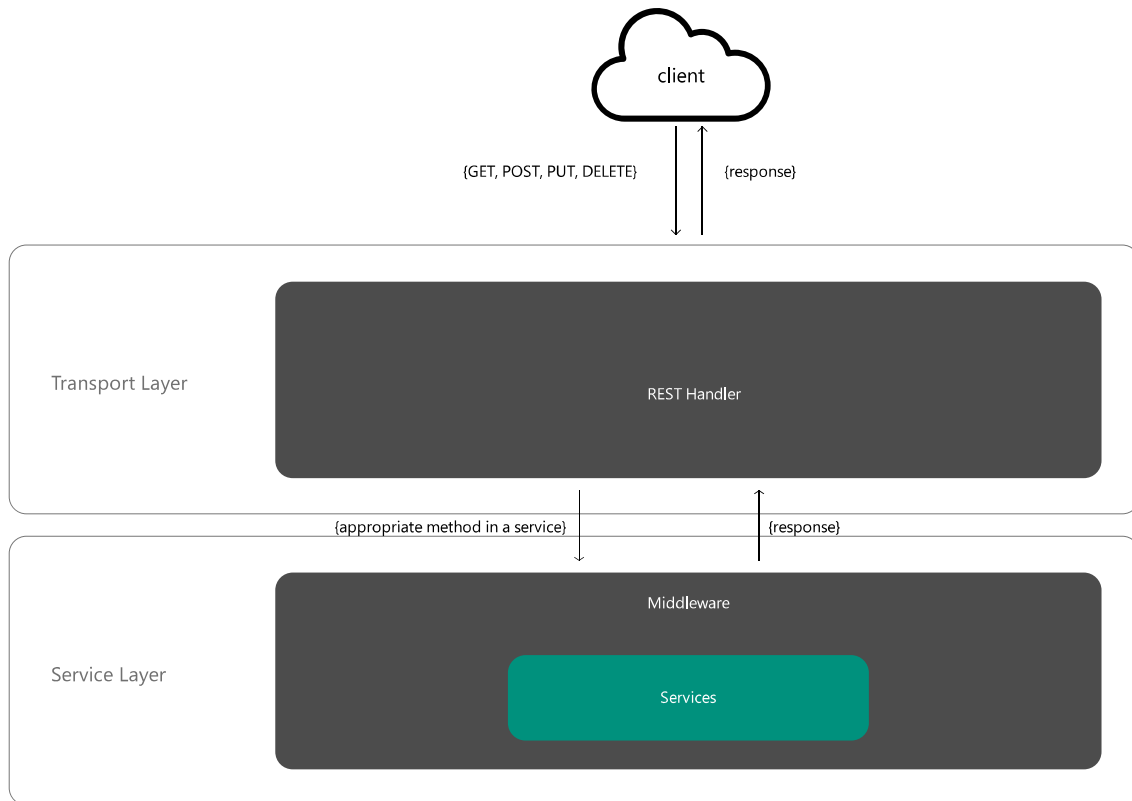 client
{GET, POST, PUT, DELETE}
{response}
Transport Layer
REST Handler
{appropriate method in a service}
{response}
Middleware
Service Layer
Services